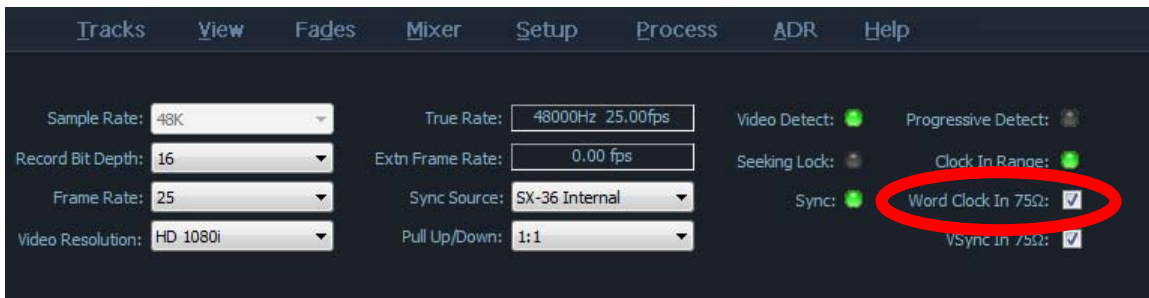 Tracks View Fades Mixer Setup Process ADR Help
Sample Rate: 48K True Rate: 48000Hz 25.00fps Video Detect: Progressive Detect:
Record Bit Depth: 16 Extn Frame Rate: 0.00 fps Seeking Lock: Clock In Range:
Frame Rate: 25 Sync Source: SX-36 Internal Sync: Word Clock In 75Ω:
Video Resolution: HD 1080i Pull Up/Down: 1:1 VSync In 75Ω: